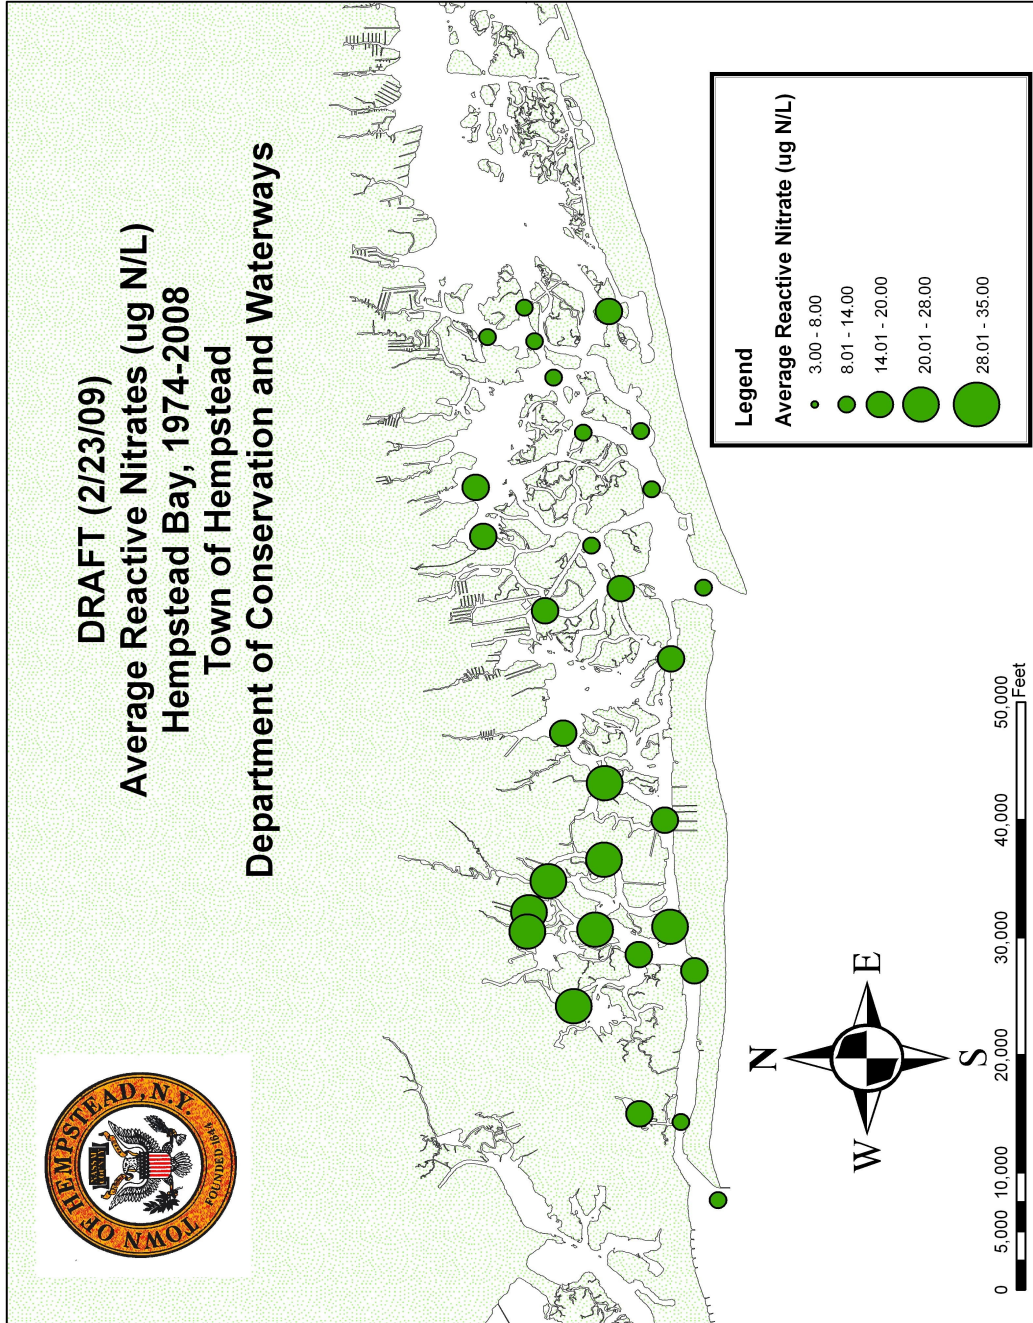 DRAFT (2/23/09)
Average Reactive Nitrates (ug N/L)
Hempstead Bay, 1974-2008
Town of Hempstead
Department of Conservation and Waterways
TOWN OF HEMPSTEAD, N.Y.
FOUNDED 1644
Legend
Average Reactive Nitrate (ug N/L)
3.00 - 8.00
8.01 - 14.00
14.01 - 20.00
20.01 - 28.00
28.01 - 35.00
N
W
E
S
0 5,000 10,000 20,000 30,000 40,000 50,000
Feet